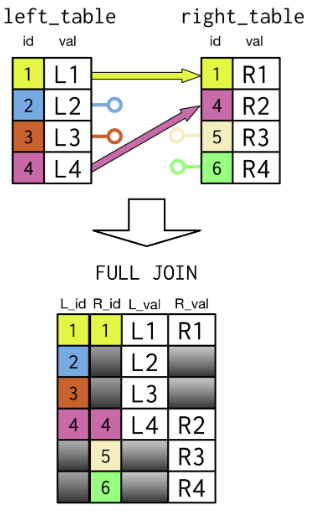 left_table right_table
id val id val
1 L1 1 R1
2 L2 4 R2
3 L3 5 R3
4 L4 6 R4
FULL JOIN
L_id R_id L_val R_val
1 1 L1 R1
2 L2
3 L3
4 4 L4 R2
5 R3
6 R4